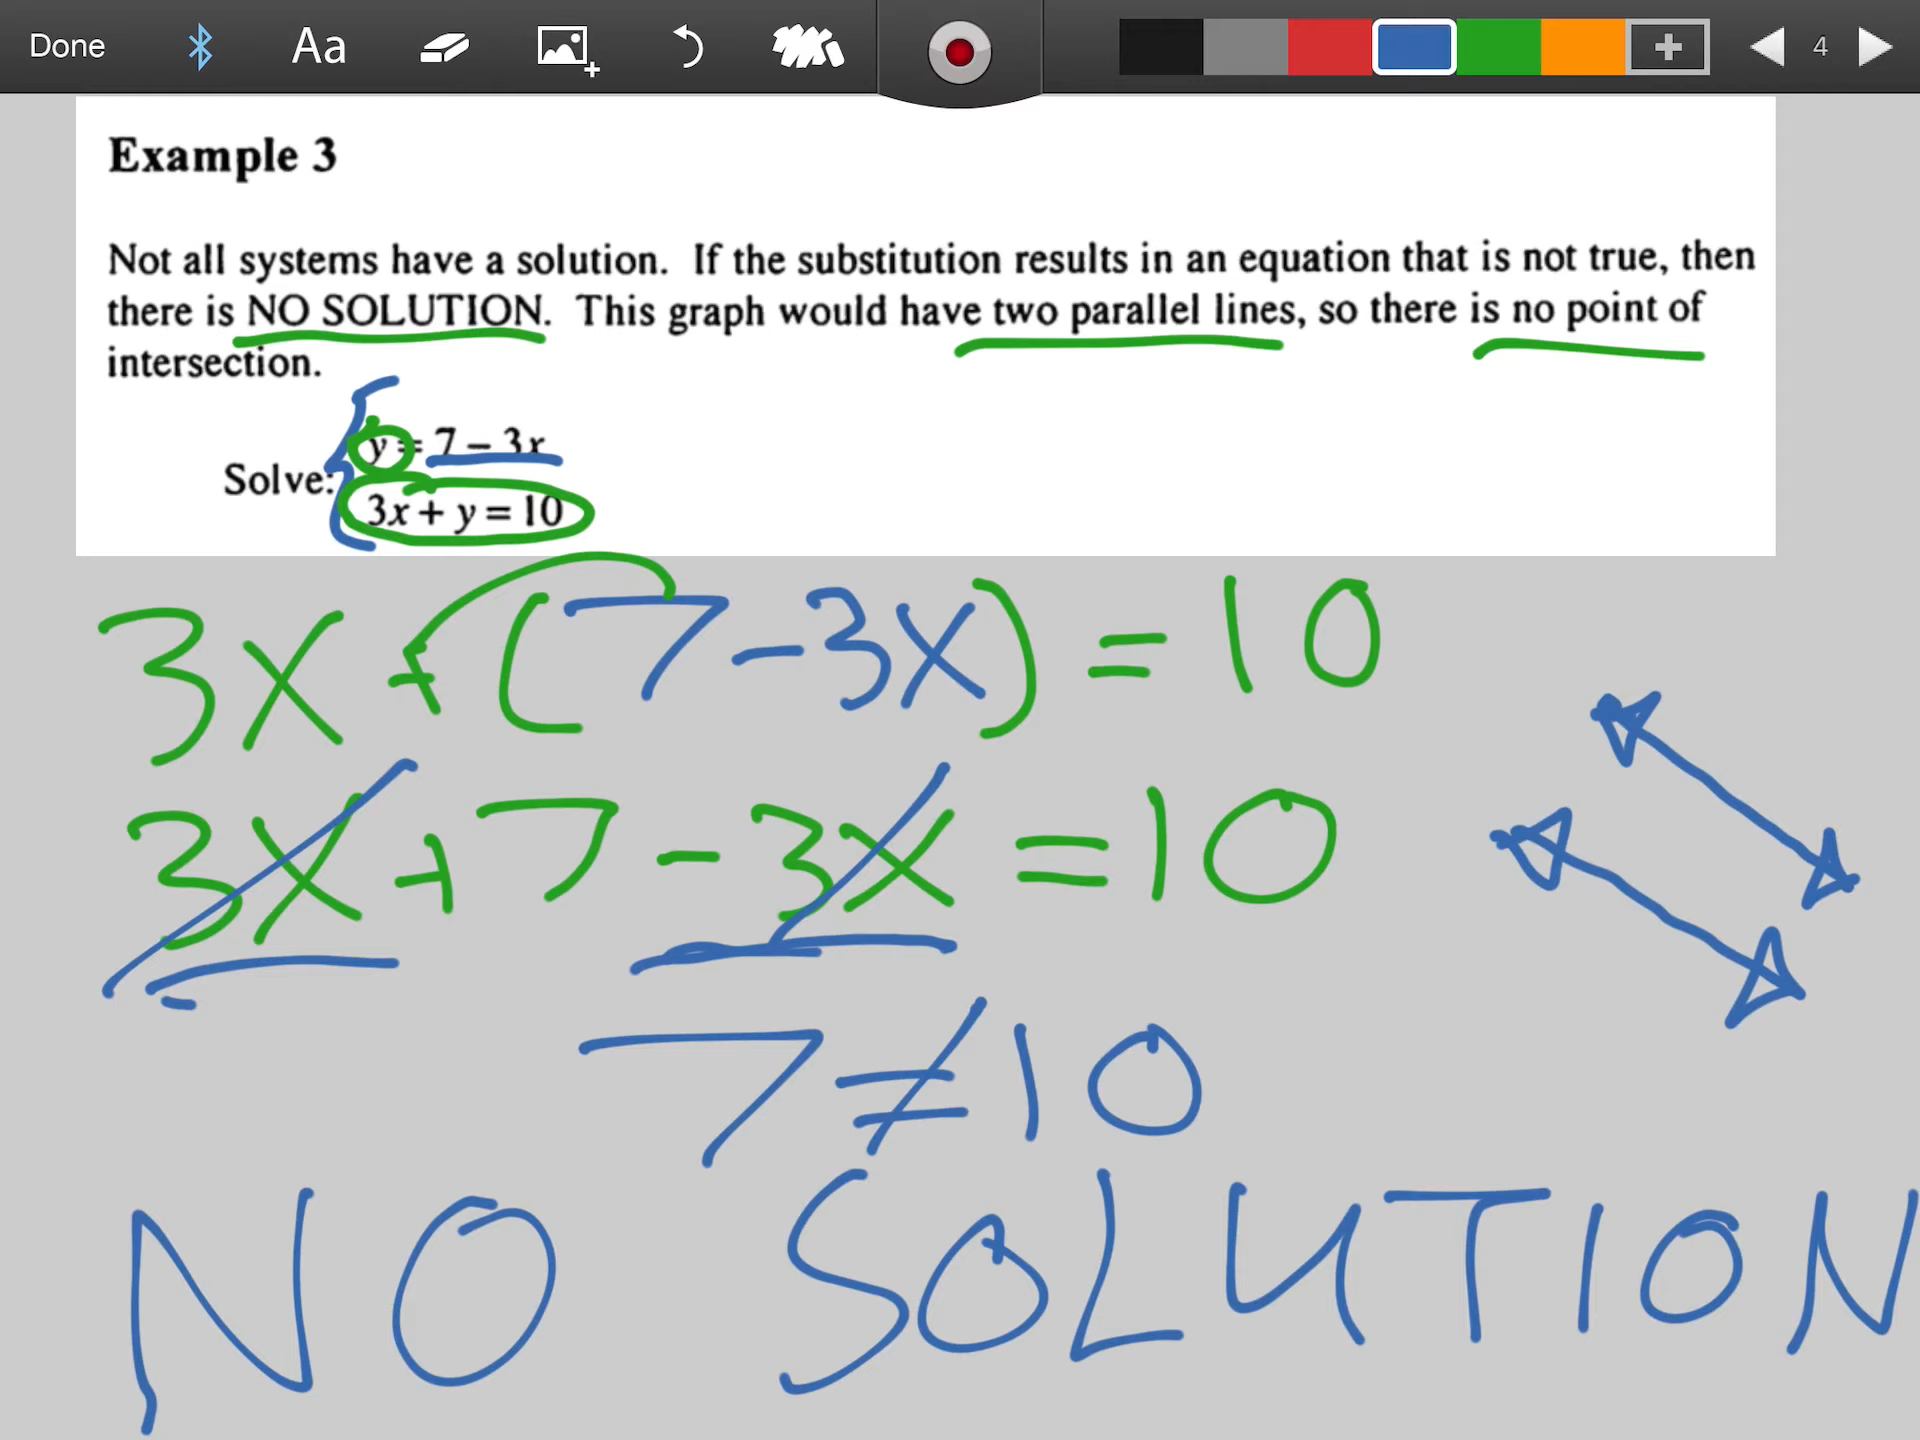 Done Aa 4
Example 3
Not all systems have a solution. If the substitution results in an equation that is not true, then
there is NO SOLUTION. This graph would have two parallel lines, so there is no point of
intersection.
y = 7 – 3x
Solve:
3x + y = 10
3x + (7 - 3x) = 10
3x + 7 - 3x = 10
7 ≠ 10
NO SOLUTION